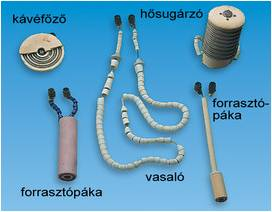 kávéfőző
hősugárzó
forrasztó-
páka
vasaló
forrasztópáka